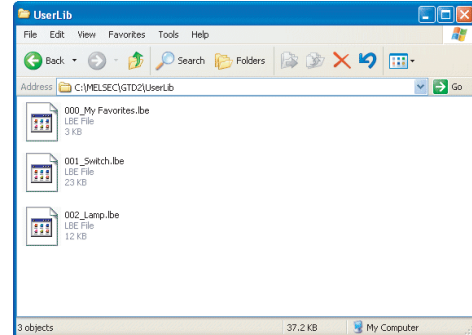 UserLib
File Edit View Favorites Tools Help
Back Search Folders
Address C:\MELSEC\GTD2\UserLib Go
000_My Favorites.lbe
LBE File
3 KB
001_Switch.lbe
LBE File
23 KB
002_Lamp.lbe
LBE File
12 KB
3 objects 37.2 KB My Computer